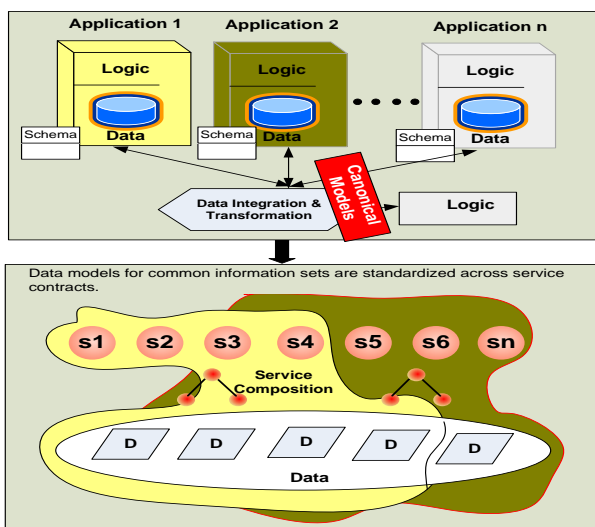 Application 1
Application 2
Application n
Logic
Logic
Logic
Schema
Data
Schema
Data
Schema
Data
Canonical
Models
Data Integration &
Transformation
Logic
Data models for common information sets are standardized across service
contracts.
s1 s2 s3 s4 s5 s6 sn
Service
Composition
D D D D D
Data